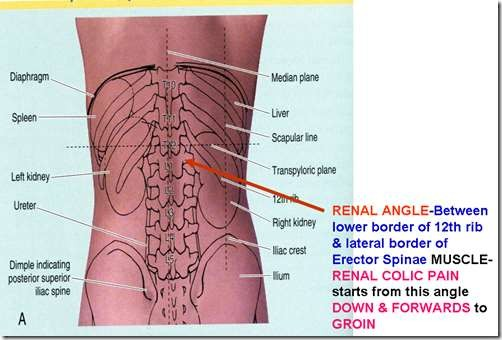 Diaphragm
Spleen
Left kidney
Ureter
Dimple indicating
posterior superior
iliac spine
A
T10
T11
Median plane
Liver
Scapular line
Transpyloric plane
12th rib
Right kidney
Iliac crest
Ilium
RENAL ANGLE-Between
lower border of 12th rib
& lateral border of
Erector Spinae MUSCLE-
RENAL COLIC PAIN
starts from this angle
DOWN & FORWARDS to
GROIN